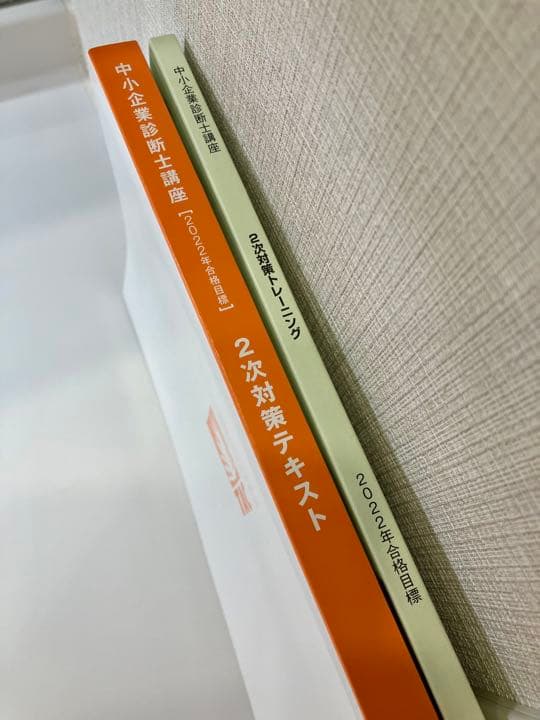 中小企業診断士講座
[2022年合格目標]
2次対策テキスト
中小企業診断士講座
2次対策トレーニング
2022年合格目標